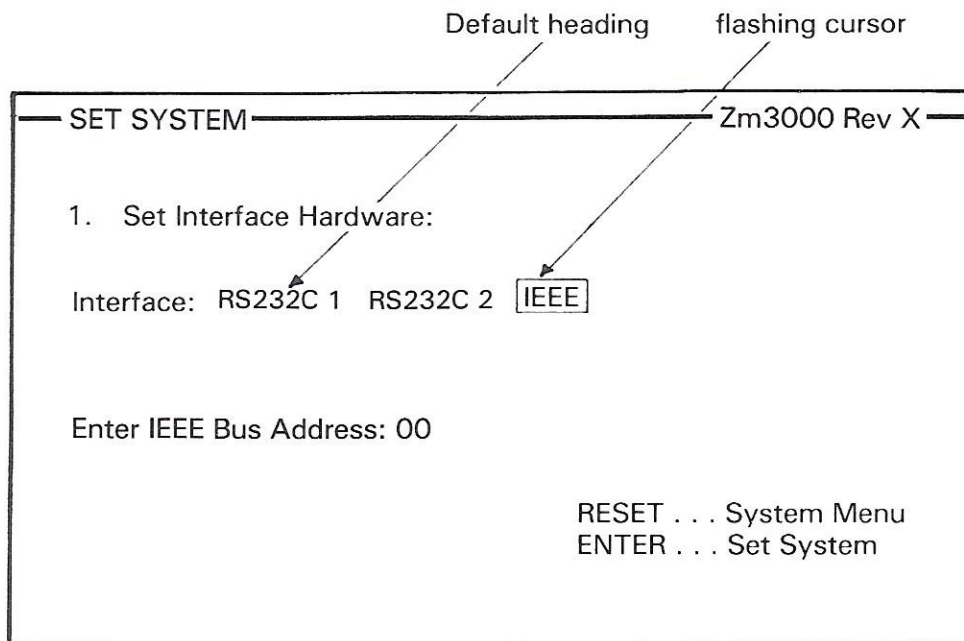 Default heading flashing cursor
SET SYSTEM Zm3000 Rev X
1. Set Interface Hardware:
Interface: RS232C 1 RS232C 2 IEEE
Enter IEEE Bus Address: 00
RESET . . . System Menu
ENTER . . . Set System